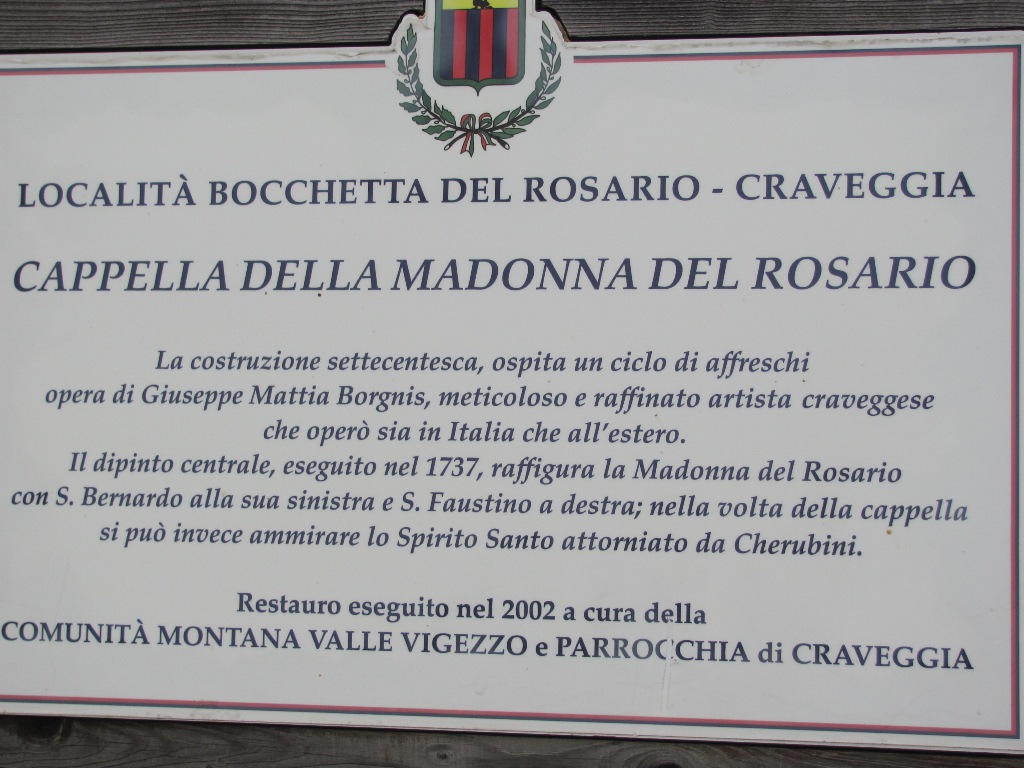 LOCALITÀ BOCCHETTA DEL ROSARIO - CRAVEGGIA
CAPPELLA DELLA MADONNA DEL ROSARIO
La costruzione settecentesca, ospita un ciclo di affreschi
opera di Giuseppe Mattia Borgnis, meticoloso e raffinato artista craveggese
che operò sia in Italia che all'estero.
Il dipinto centrale, eseguito nel 1737, raffigura la Madonna del Rosario
con S. Bernardo alla sua sinistra e S. Faustino a destra; nella volta della cappella
si può invece ammirare lo Spirito Santo attorniato da Cherubini.
Restauro eseguito nel 2002 a cura della
COMUNITÀ MONTANA VALLE VIGEZZO e PARROCCHIA di CRAVEGGIA